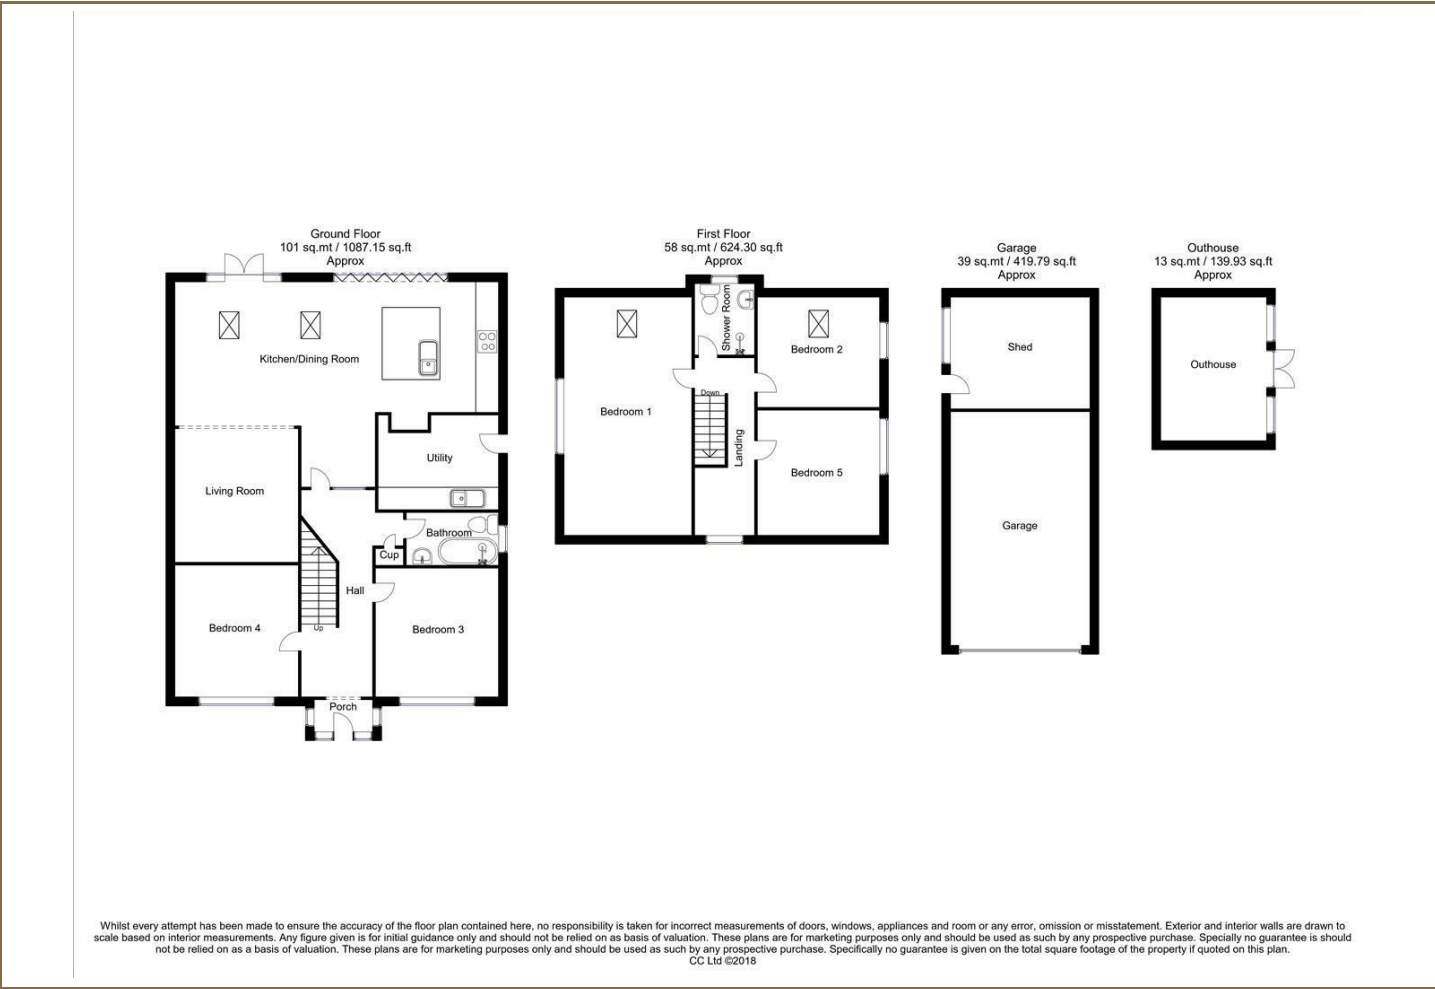 Ground Floor
101 sq.mt / 1087.15 sq.ft
Approx
Kitchen/Dining Room
Utility
Living Room
Bathroom
Cup
Hall
Bedroom 4
Up
Bedroom 3
Porch
First Floor
58 sq.mt / 624.30 sq.ft
Approx
Shower Room
Bedroom 2
Down
Bedroom 1
Landing
Bedroom 5
Garage
39 sq.mt / 419.79 sq.ft
Approx
Shed
Garage
Outhouse
13 sq.mt / 139.93 sq.ft
Approx
Outhouse
Whilst every attempt has been made to ensure the accuracy of the floor plan contained here, no responsibility is taken for incorrect measurements of doors, windows, appliances and room or any error, omission or misstatement. Exterior and interior walls are drawn to
scale based on interior measurements. Any figure given is for initial guidance only and should not be relied on as basis of valuation. These plans are for marketing purposes only and should be used as such by any prospective purchase. Specially no guarantee is should
not be relied on as a basis of valuation. These plans are for marketing purposes only and should be used as such by any prospective purchase. Specifically no guarantee is given on the total square footage of the property if quoted on this plan.
CC Ltd ©2018